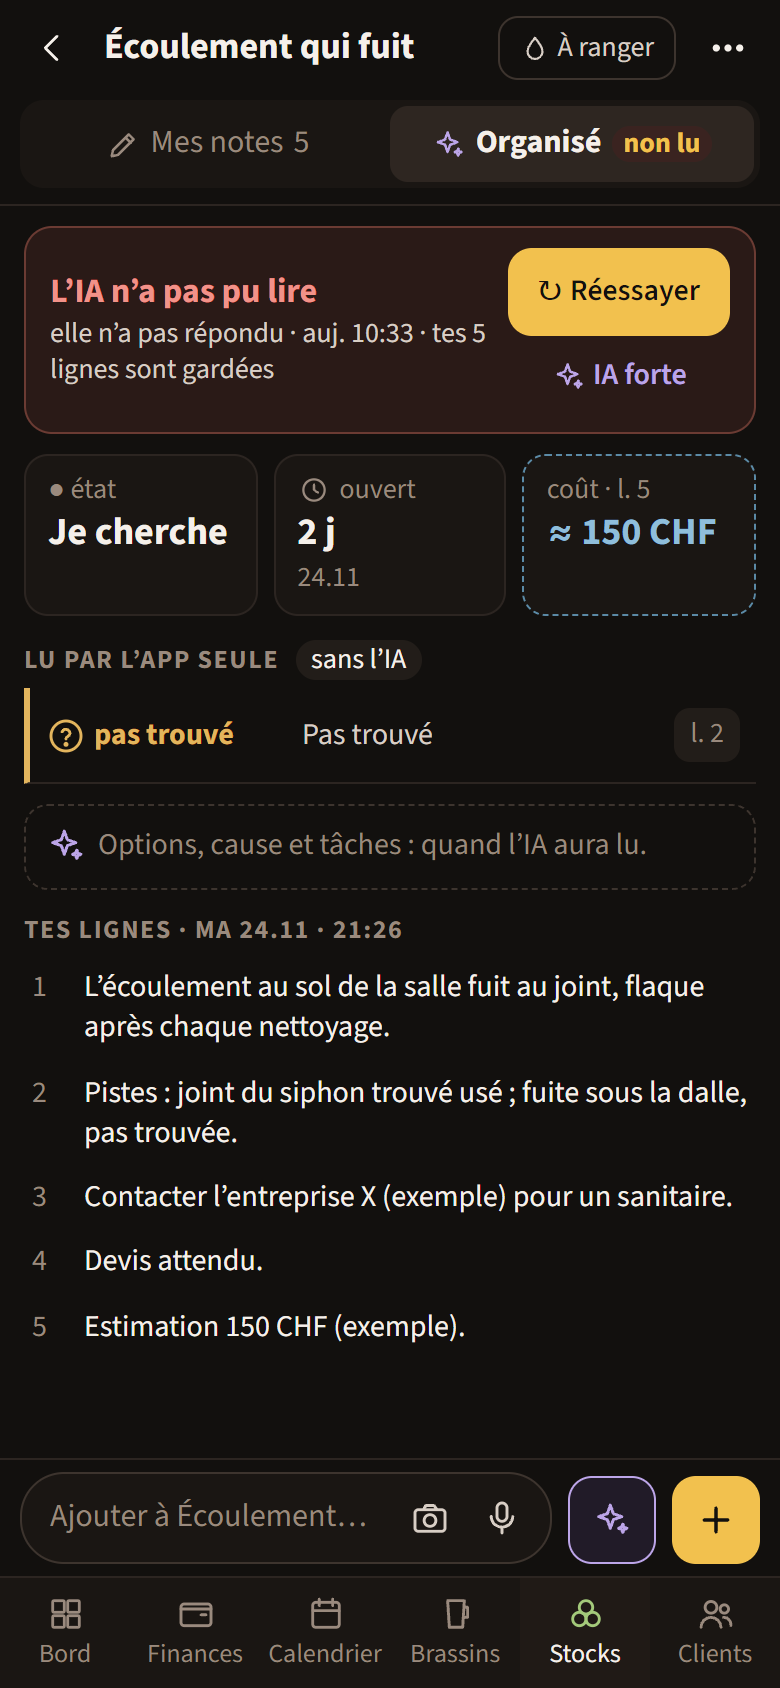 Écoulement qui fuit
À ranger
Mes notes 5
Organisé non lu
L’IA n’a pas pu lire
elle n’a pas répondu · auj. 10:33 · tes 5
lignes sont gardées
↻ Réessayer
IA forte
état
Je cherche
ouvert
2 j
24.11
coût · l. 5
≈ 150 CHF
LU PAR L’APP SEULE sans l’IA
pas trouvé Pas trouvé l. 2
Options, cause et tâches : quand l’IA aura lu.
TES LIGNES · MA 24.11 · 21:26
1 L’écoulement au sol de la salle fuit au joint, flaque
après chaque nettoyage.
2 Pistes : joint du siphon trouvé usé ; fuite sous la dalle,
pas trouvée.
3 Contacter l’entreprise X (exemple) pour un sanitaire.
4 Devis attendu.
5 Estimation 150 CHF (exemple).
Ajouter à Écoulement…
Bord Finances Calendrier Brassins Stocks Clients